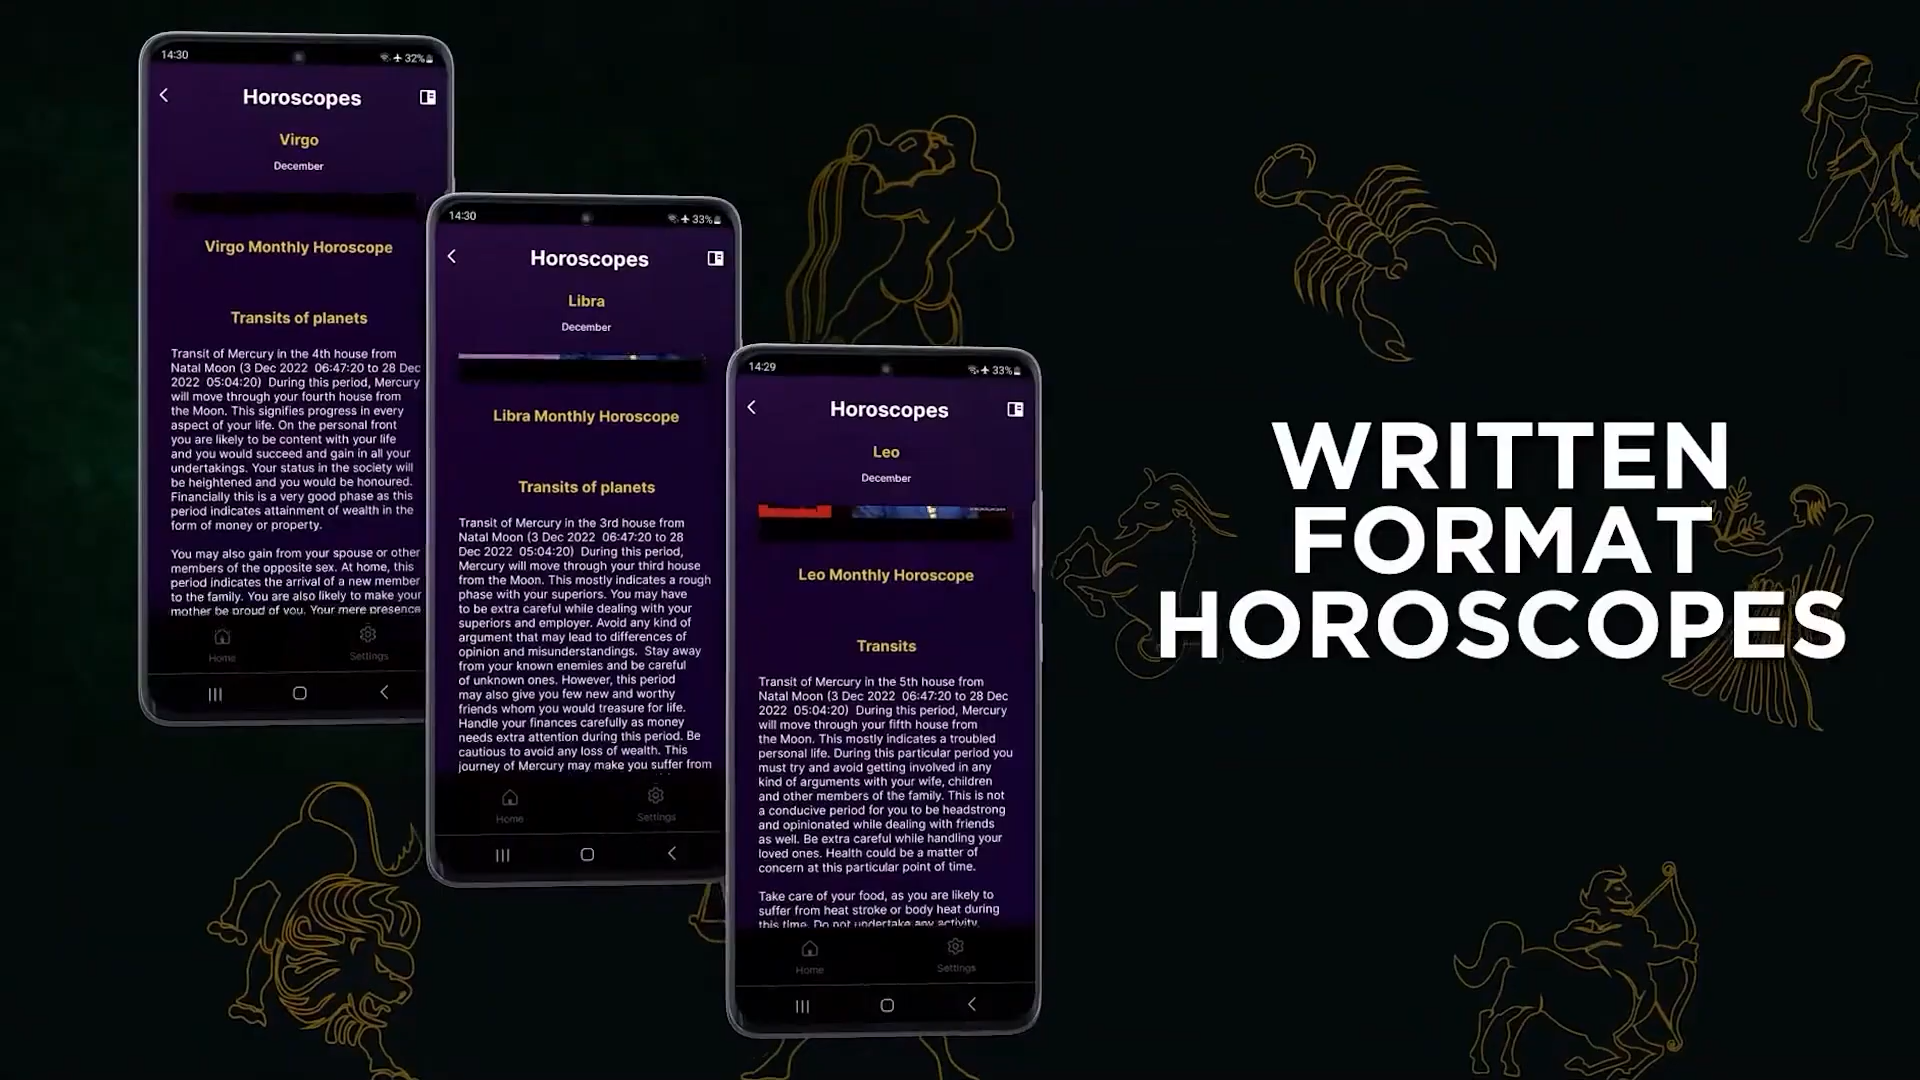 14:30
32%
Horoscopes
Virgo
December
Virgo Monthly Horoscope
Transits of planets
Transit of Mercury in the 4th house from
Natal Moon (3 Dec 2022 06:47:20 to 28 Dec
2022 05:04:20) During this period, Mercury
will move through your fourth house from
the Moon. This signifies progress in every
aspect of your life. On the personal front
you are likely to be content with your life
and you would succeed and gain in all your
undertakings. Your status in the society will
be heightened and you would be honoured.
Financially this is a very good phase as this
period indicates attainment of wealth in the
form of money or property.
You may also gain from your spouse or other
members of the opposite sex. At home, this
period indicates the arrival of a new member
to the family. You are also likely to make your
mother be proud of you. Your mere presence
Home
Settings
14:30
33%
Horoscopes
Libra
December
Libra Monthly Horoscope
Transits of planets
Transit of Mercury in the 3rd house from
Natal Moon (3 Dec 2022 06:47:20 to 28
Dec 2022 05:04:20) During this period,
Mercury will move through your third house
from the Moon. This mostly indicates a rough
phase with your superiors. You may have
to be extra careful while dealing with your
superiors and employer. Avoid any kind of
argument that may lead to differences of
opinion and misunderstandings. Stay away
from your known enemies and be careful
of unknown ones. However, this period
may also give you few new and worthy
friends whom you would treasure for life.
Handle your finances carefully as money
needs extra attention during this period. Be
cautious to avoid any loss of wealth. This
journey of Mercury may make you suffer from
Home
Settings
14:29
33%
Horoscopes
Leo
December
Leo Monthly Horoscope
Transits
Transit of Mercury in the 5th house from
Natal Moon (3 Dec 2022 06:47:20 to 28 Dec
2022 05:04:20) During this period, Mercury
will move through your fifth house from
the Moon. This mostly indicates a troubled
personal life. During this particular period you
must try and avoid getting involved in any
kind of arguments with your wife, children
and other members of the family. This is not
a conducive period for you to be headstrong
and opinionated while dealing with friends
as well. Be extra careful while handling your
loved ones. Health could be a matter of
concern at this particular point of time.
Take care of your food, as you are likely to
suffer from heat stroke or body heat during
this time. Do not undertake any activity,
Home
Settings
WRITTEN
FORMAT
HOROSCOPES